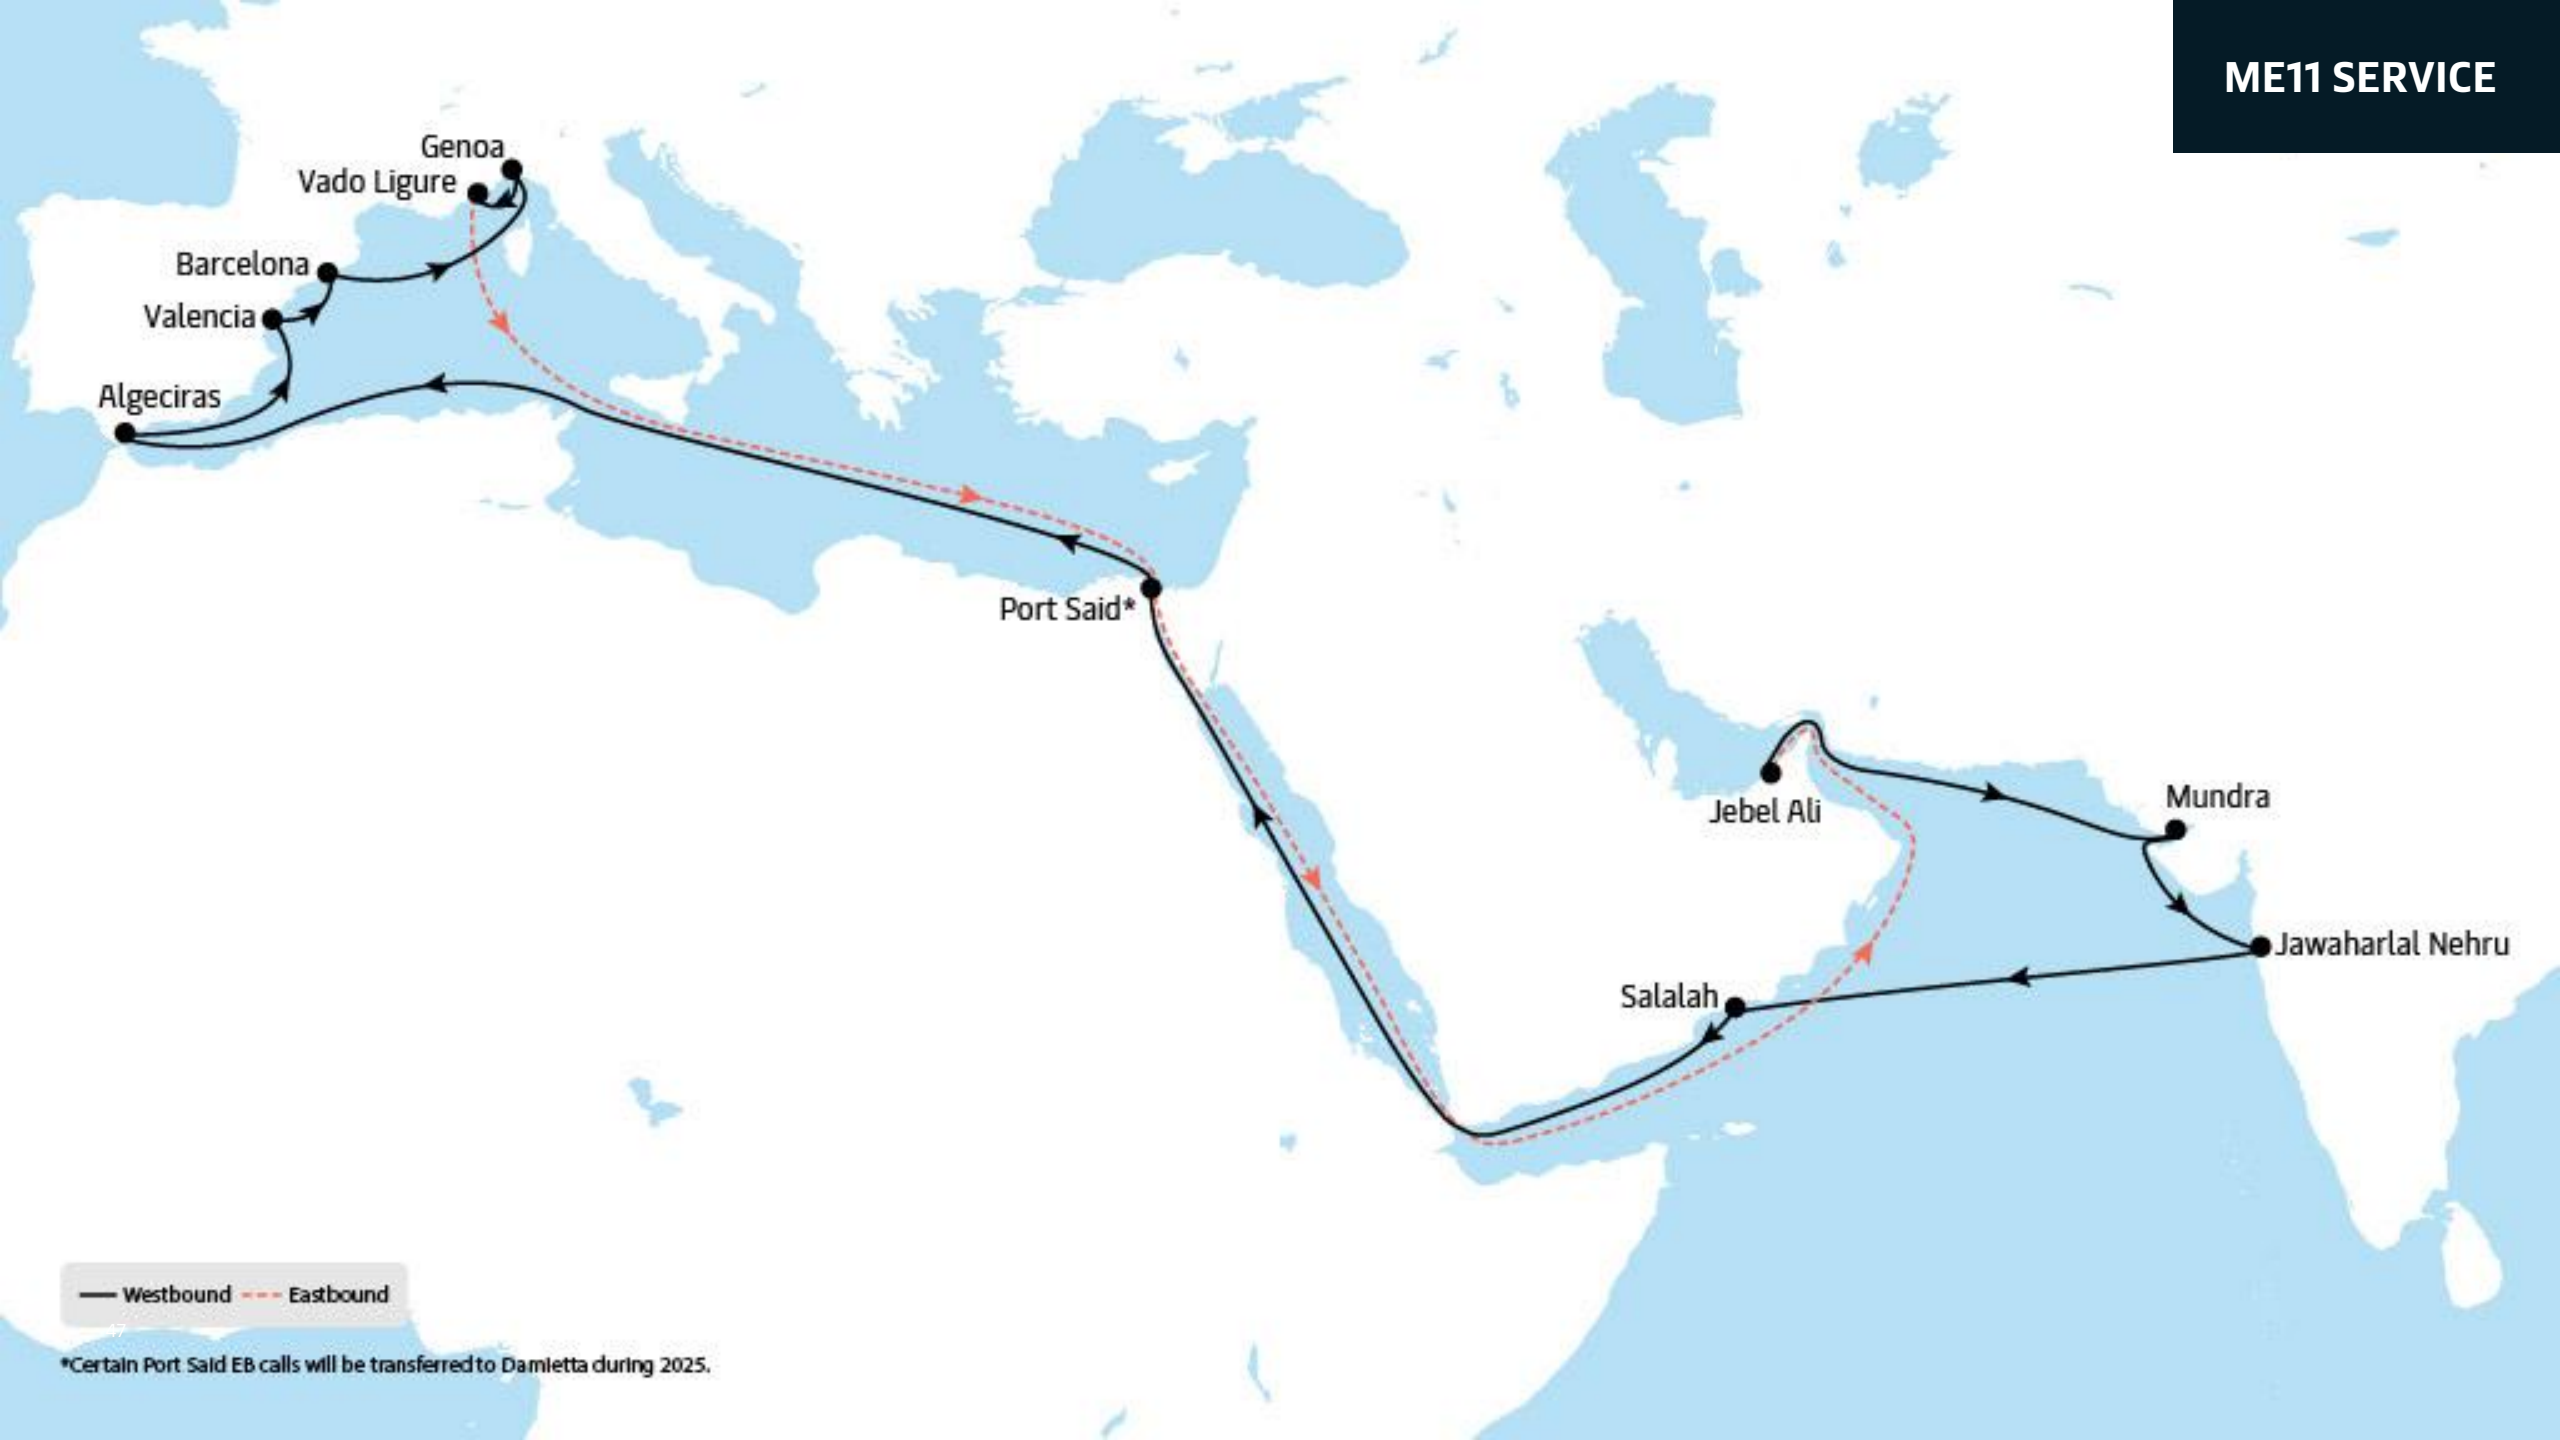 ME11 SERVICE
Genoa
Vado Ligure
Barcelona
Valencia
Algeciras
Port Said*
Jebel Ali
Mundra
Jawaharlal Nehru
Salalah
Westbound Eastbound
*Certain Port Said EB calls will be transferred to Damietta during 2025.